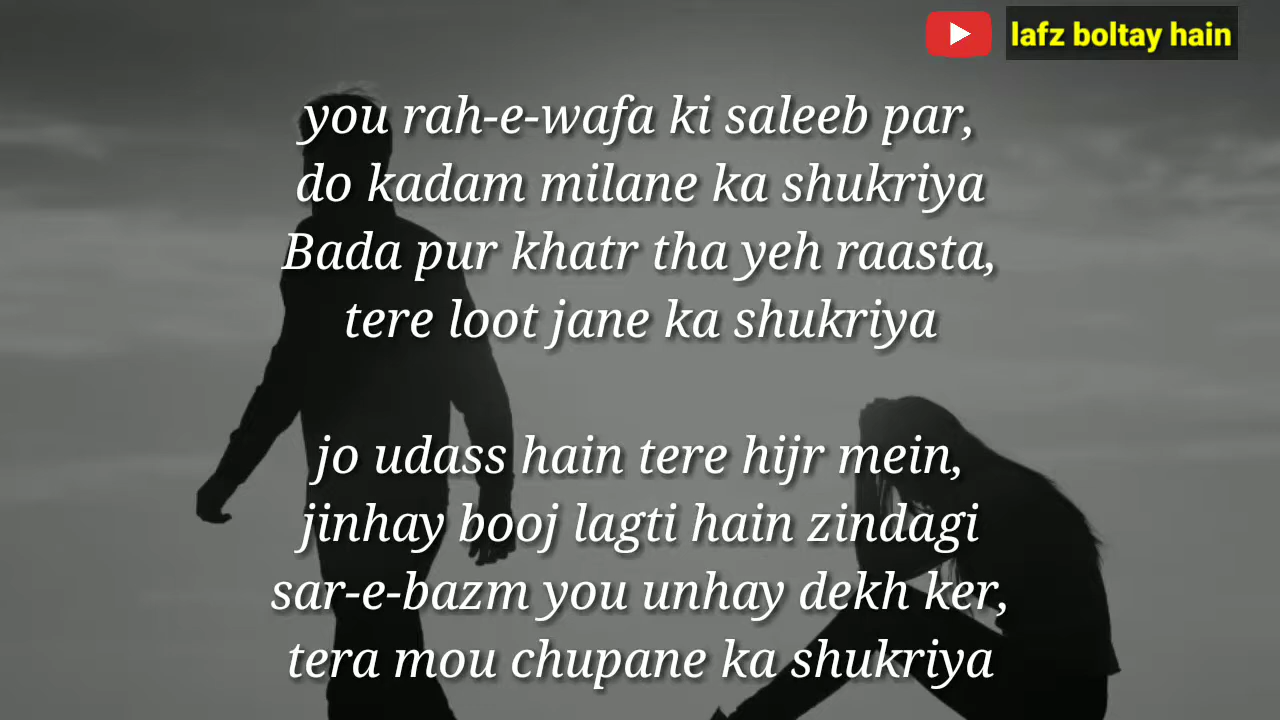 lafz boltay hain
you rah-e-wafa ki saleeb par,
do kadam milane ka shukriya
Bada pur khatr tha yeh raasta,
tere loot jane ka shukriya
jo udass hain tere hijr mein,
jinhay booj lagti hain zindagi
sar-e-bazm you unhay dekh ker,
tera mou chupane ka shukriya